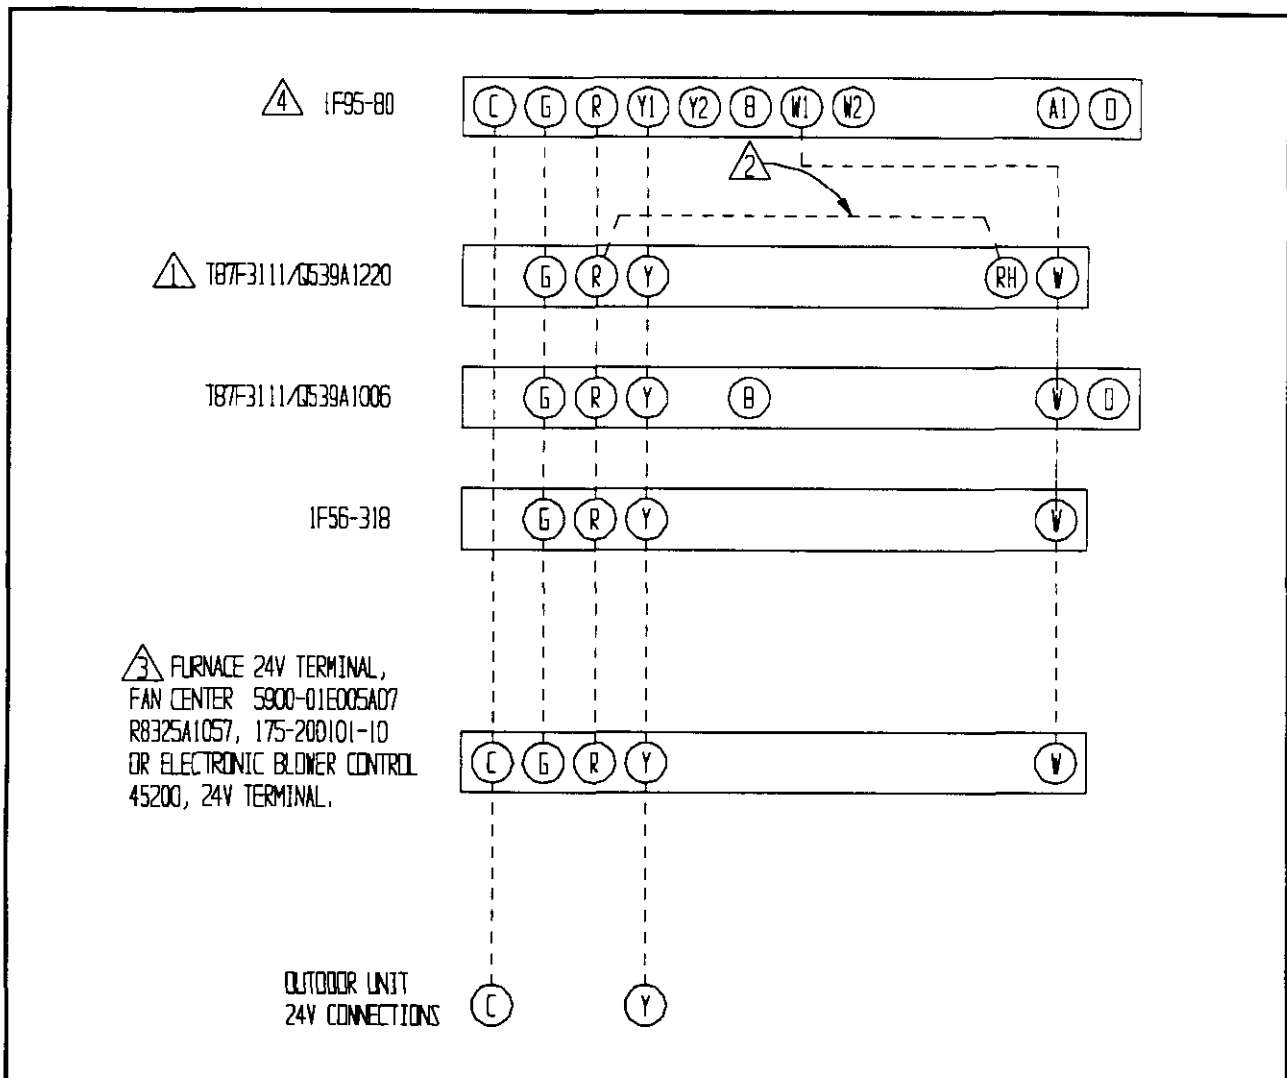 4 1F95-80 C G R Y1 Y2 B W1 W2 A1 O
2
1 T87F3111/Q539A1220 G R Y RH W
T87F3111/Q539A1006 G R Y B W O
1F56-318 G R Y W
3 FURNACE 24V TERMINAL,
FAN CENTER 5900-01E005A07
R8325A1057, 175-200101-10
OR ELECTRONIC BLOWER CONTROL
45200, 24V TERMINAL.
C G R Y W
OUTDOOR UNIT
24V CONNECTIONS
C Y